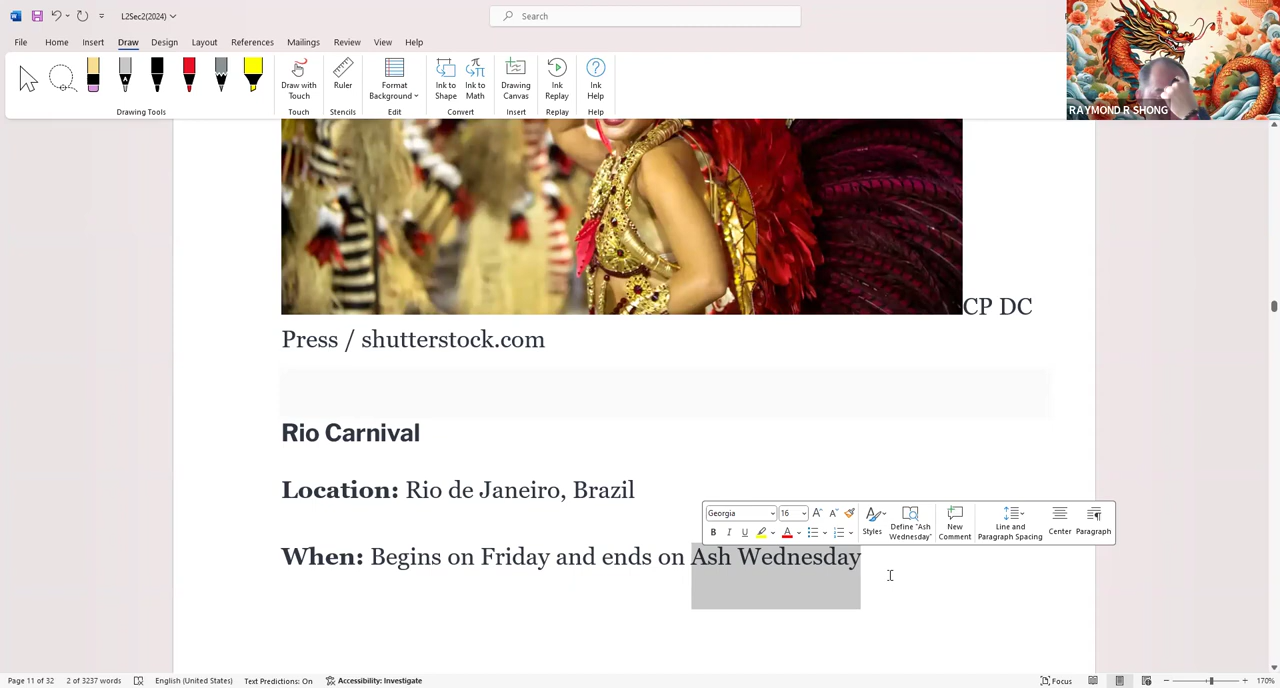 L2Sec2(2024)
Search
File Home Insert Draw Design Layout References Mailings Review View Help
Draw with Touch
Ruler
Format Background
Ink to Shape
Ink to Math
Drawing Canvas
Ink Replay
Ink Help
Drawing Tools Touch Stencils Edit Convert Insert Replay Help
RAYMOND R SHONG
CP DC
Press / shutterstock.com
Rio Carnival
Location: Rio de Janeiro, Brazil
Georgia 16
B I U A
Styles
Define "Ash Wednesday"
New Comment
Line and Paragraph Spacing
Center
Paragraph
When: Begins on Friday and ends on Ash Wednesday
Page 11 of 32 2 of 3237 words English (United States) Text Predictions: On Accessibility: Investigate Focus 170%